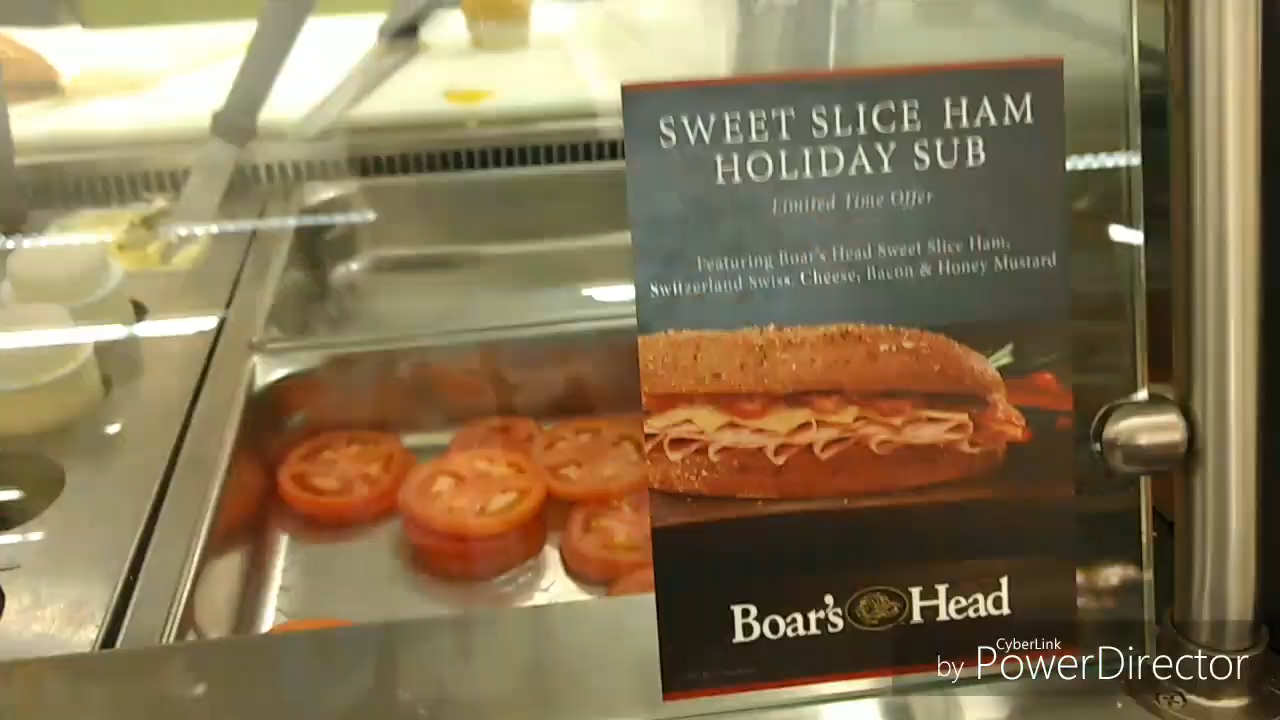 SWEET SLICE HAM
HOLIDAY SUB
Limited Time Offer
Featuring Boar's Head Sweet Slice Ham,
Switzerland Swiss, Cheese, Bacon & Honey Mustard
Boar's Head
CyberLink
by PowerDirector